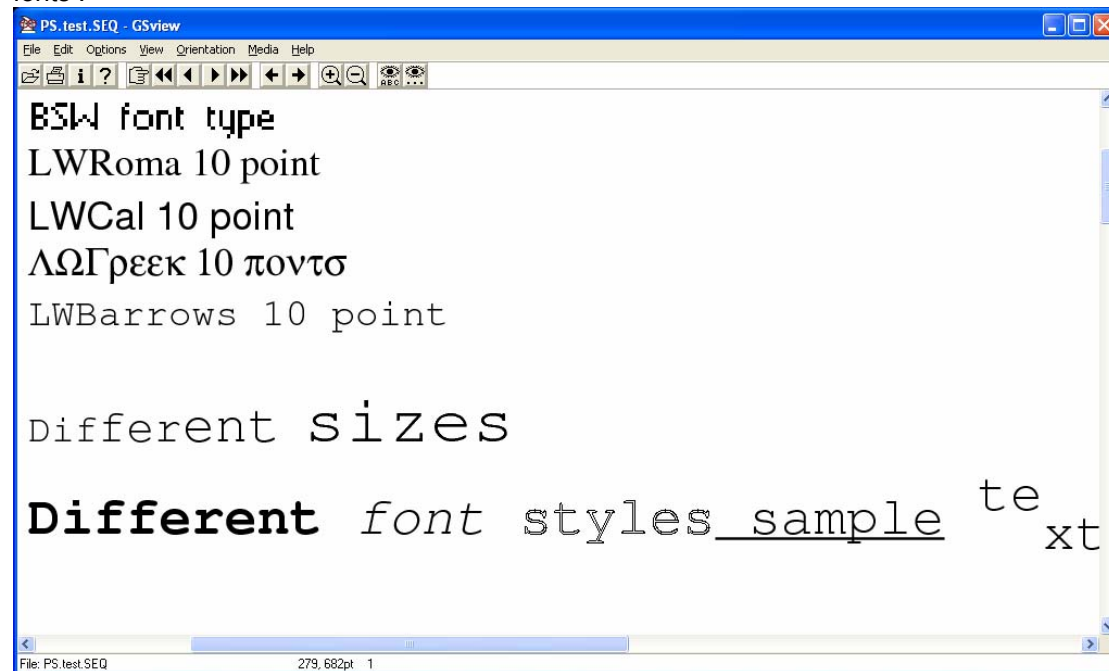 PS.test.SEQ - GSview
File Edit Options View Orientation Media Help
ABC
BSW font type
LWRoma 10 point
LWCal 10 point
ΛΩΓρεεκ 10 ποντσ
LWBarrows 10 point
Different sizes
Different font styles sample text
File: PS.test.SEQ 279, 682pt 1